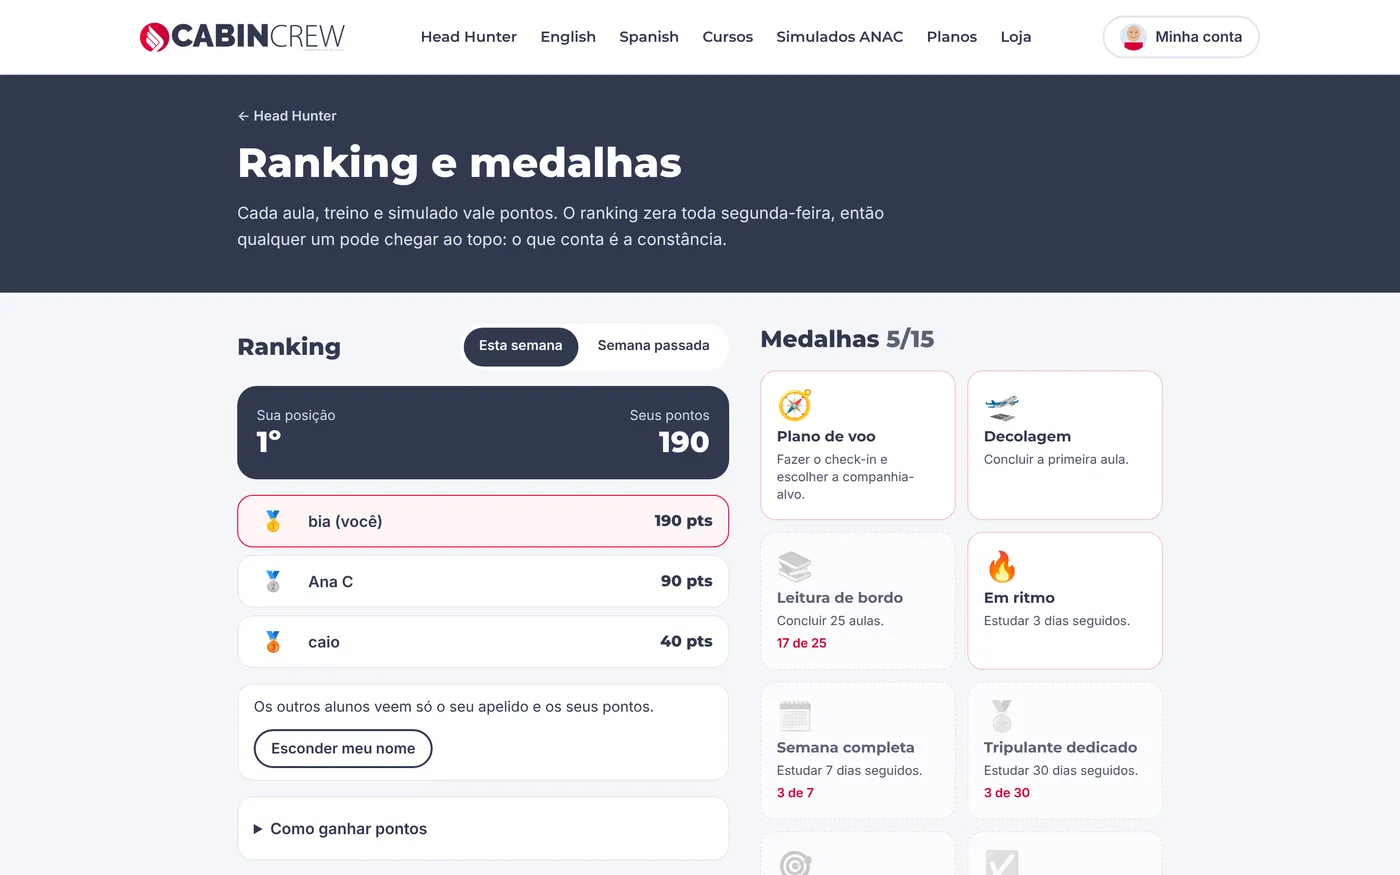 CABINCREW
Head Hunter
English
Spanish
Cursos
Simulados ANAC
Planos
Loja
Minha conta
← Head Hunter
Ranking e medalhas
Cada aula, treino e simulado vale pontos. O ranking zera toda segunda-feira, então
qualquer um pode chegar ao topo: o que conta é a constância.
Ranking
Esta semana
Semana passada
Sua posição
Seus pontos
1º
190
bia (você)
190 pts
Ana C
90 pts
caio
40 pts
Os outros alunos veem só o seu apelido e os seus pontos.
Esconder meu nome
Como ganhar pontos
Medalhas 5/15
Plano de voo
Fazer o check-in e
escolher a companhia-
alvo.
Decolagem
Concluir a primeira aula.
Leitura de bordo
Concluir 25 aulas.
17 de 25
Em ritmo
Estudar 3 dias seguidos.
Semana completa
Estudar 7 dias seguidos.
3 de 7
Tripulante dedicado
Estudar 30 dias seguidos.
3 de 30